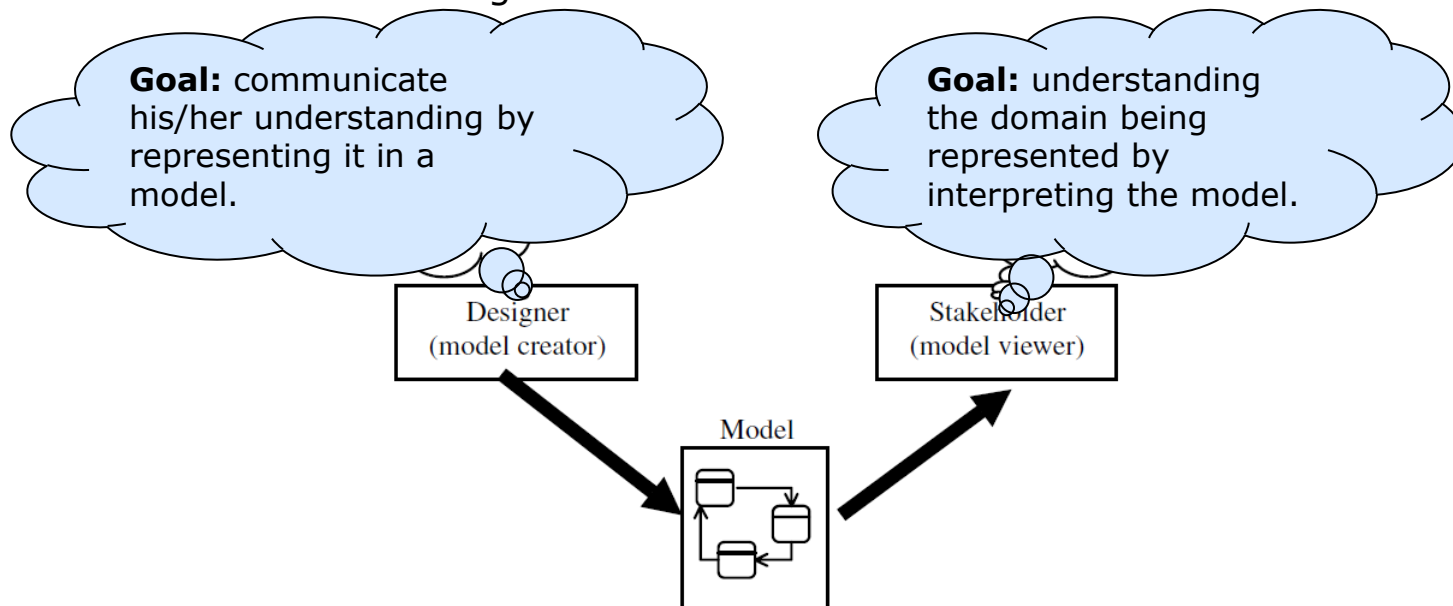 Goal: communicate
his/her understanding by
representing it in a
model.
Goal: understanding
the domain being
represented by
interpreting the model.
Designer
(model creator)
Stakeholder
(model viewer)
Model